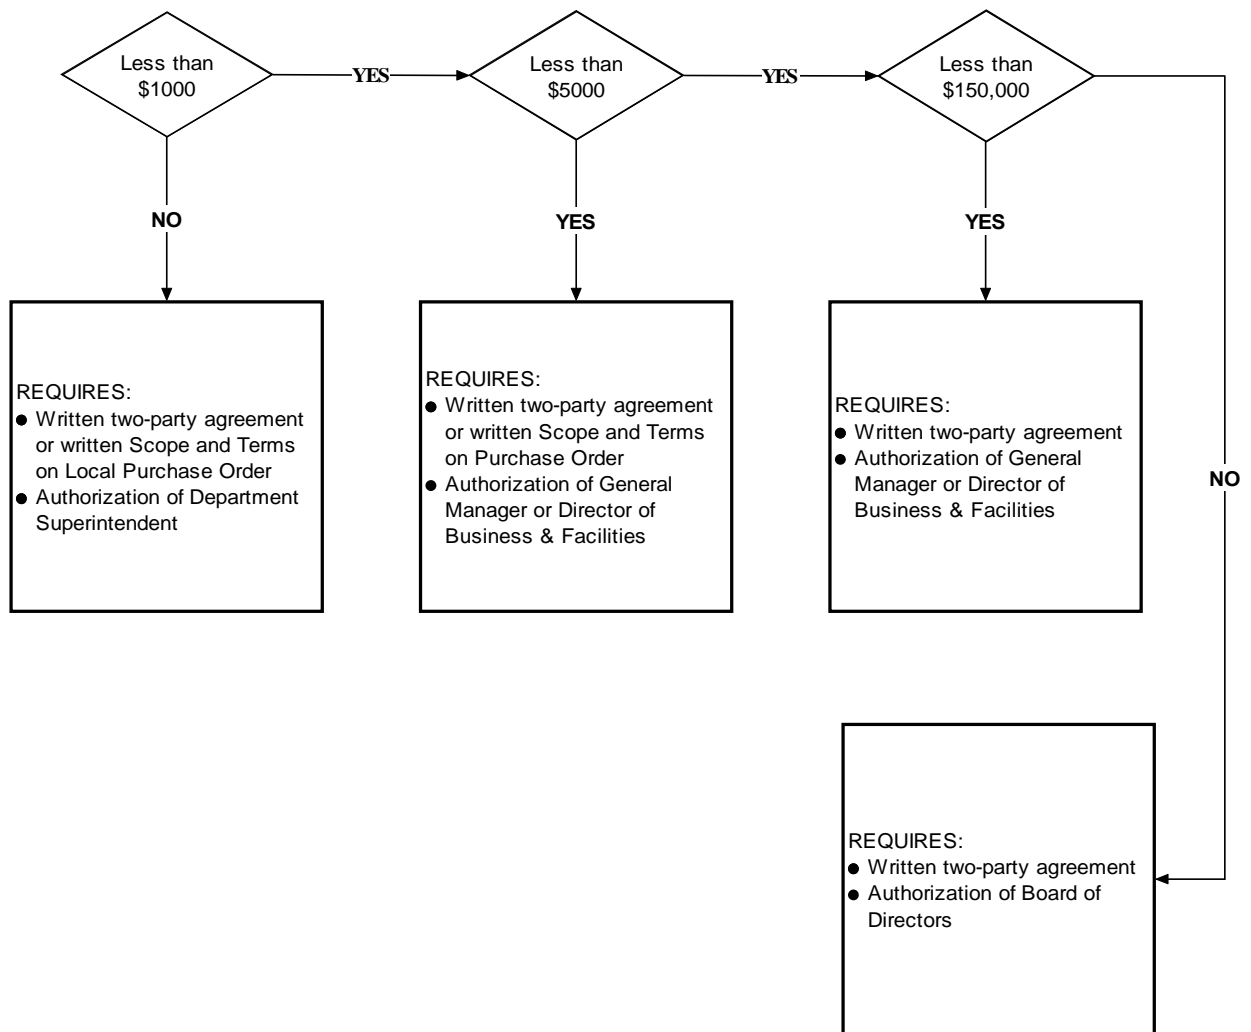 Less than
$1000
YES
Less than
$5000
YES
Less than
$150,000
NO
YES
YES
NO
REQUIRES:
● Written two-party agreement
or written Scope and Terms
on Local Purchase Order
● Authorization of Department
Superintendent
REQUIRES:
● Written two-party agreement
or written Scope and Terms
on Purchase Order
● Authorization of General
Manager or Director of
Business & Facilities
REQUIRES:
● Written two-party agreement
● Authorization of General
Manager or Director of
Business & Facilities
REQUIRES:
● Written two-party agreement
● Authorization of Board of
Directors